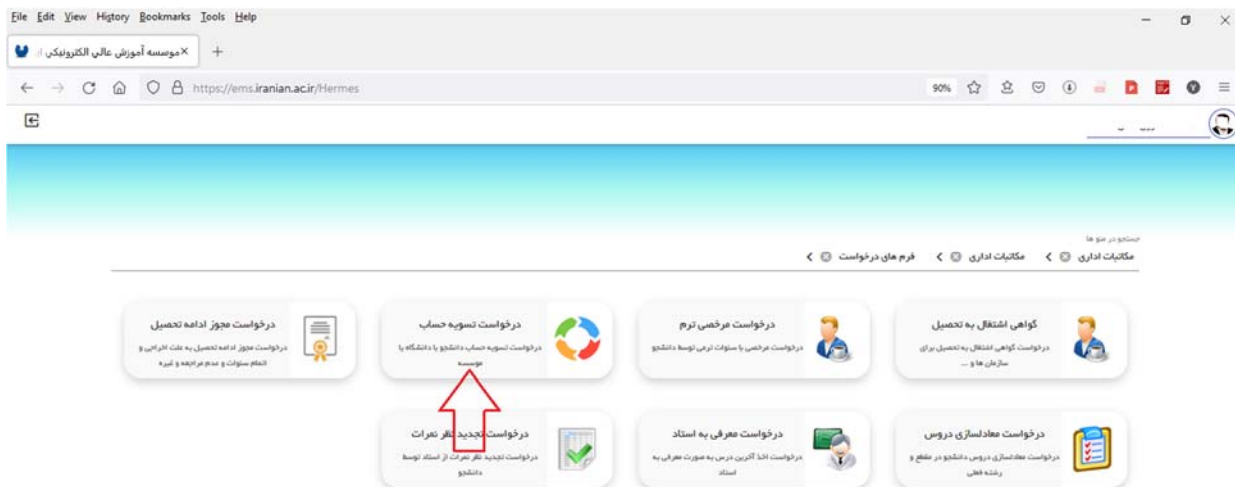 File Edit View History Bookmarks Tools Help
موسسه آموزش عالی الکترونیکی
https://ems.iranian.ac.ir/Hermes
90%
جستجو در منو ها
مکاتبات اداری
مکاتبات اداری
فرم های درخواست
گواهی اشتغال به تحصیل
درخواست گواهی اشتغال به تحصیل برای
سازمان ها و ...
درخواست مرخصی ترم
درخواست مرخصی با سنوات ترمی توسط دانشجو
درخواست تسویه حساب
درخواست تسویه حساب دانشجو با دانشگاه یا
موسسه
درخواست مجوز ادامه تحصیل
درخواست مجوز ادامه تحصیل به علت اخراجی و
اتمام سنوات و عدم مراجعه و غیره
درخواست معادلسازی دروس
درخواست معادلسازی دروس دانشجو در مقطع و
رشته فعلی
درخواست معرفی به استاد
درخواست اخذ آخرین درس به صورت معرفی به
استاد
درخواست تجدید نظر نمرات
درخواست تجدید نظر نمرات از استاد توسط
دانشجو